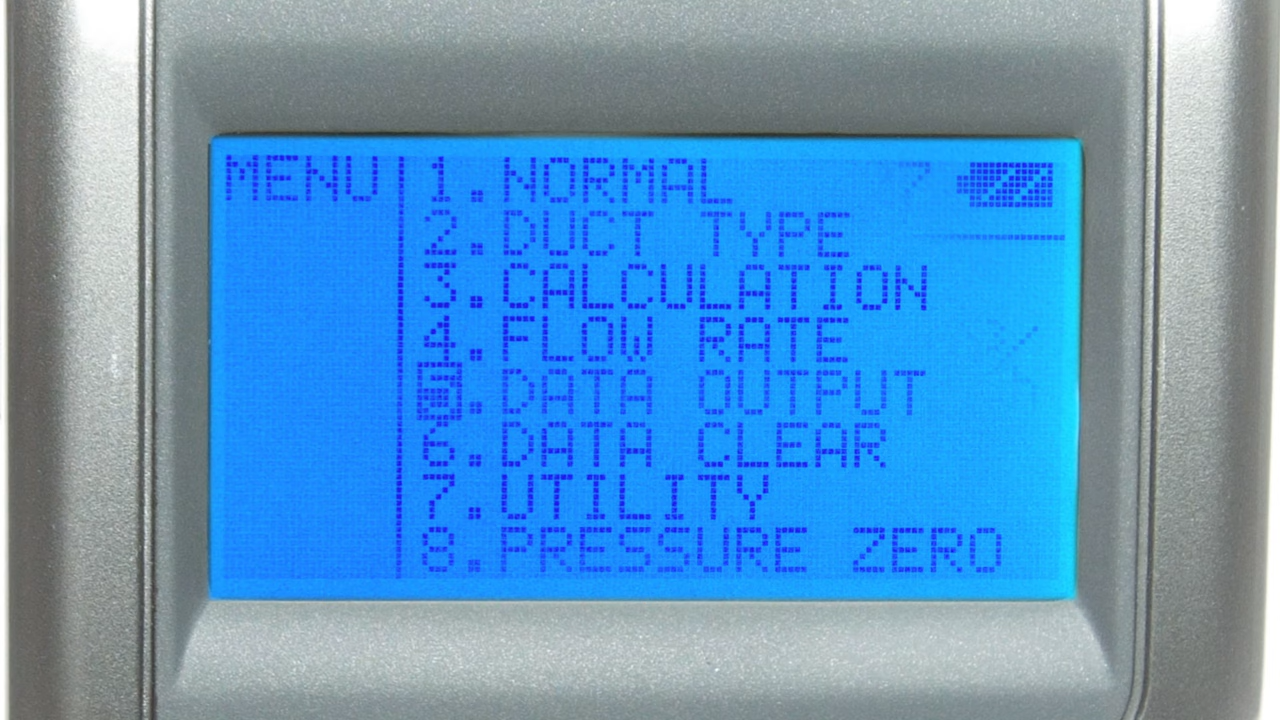 MENU 1. NORMAL
2. DUCT TYPE
3. CALCULATION
4. FLOW RATE
5. DATA OUTPUT
6. DATA CLEAR
7. UTILITY
8. PRESSURE ZERO